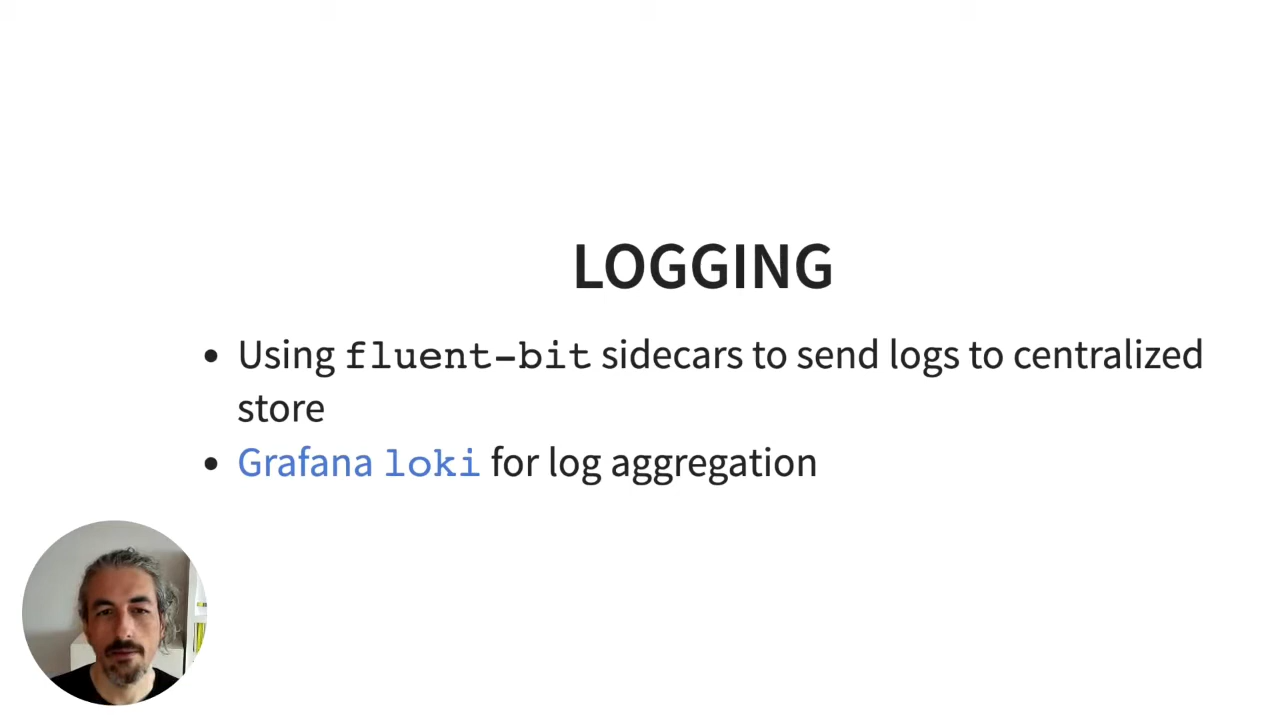 LOGGING
Using fluent-bit sidecars to send logs to centralized
store
Grafana loki for log aggregation